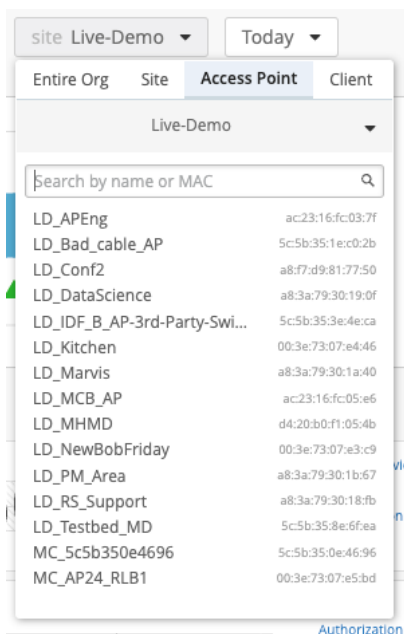 site Live-Demo
Today
Entire Org Site Access Point Client
Live-Demo
Search by name or MAC
LD_APEng ac:23:16:fc:03:7f
LD_Bad_cable_AP 5c:5b:35:1e:c0:2b
LD_Conf2 a8:f7:d9:81:77:50
LD_DataScience a8:3a:79:30:19:0f
LD_IDF_B_AP-3rd-Party-Swi... 5c:5b:35:3e:4e:ca
LD_Kitchen 00:3e:73:07:e4:46
LD_Marvis a8:3a:79:30:1a:40
LD_MCB_AP ac:23:16:fc:05:e6
LD_MHMD d4:20:b0:f1:05:4b
LD_NewBobFriday 00:3e:73:07:e3:c9
LD_PM_Area a8:3a:79:30:1b:67
LD_RS_Support a8:3a:79:30:18:fb
LD_Testbed_MD 5c:5b:35:8e:6f:ea
MC_5c5b350e4696 5c:5b:35:0e:46:96
MC_AP24_RLB1 00:3e:73:07:e5:bd
Authorization